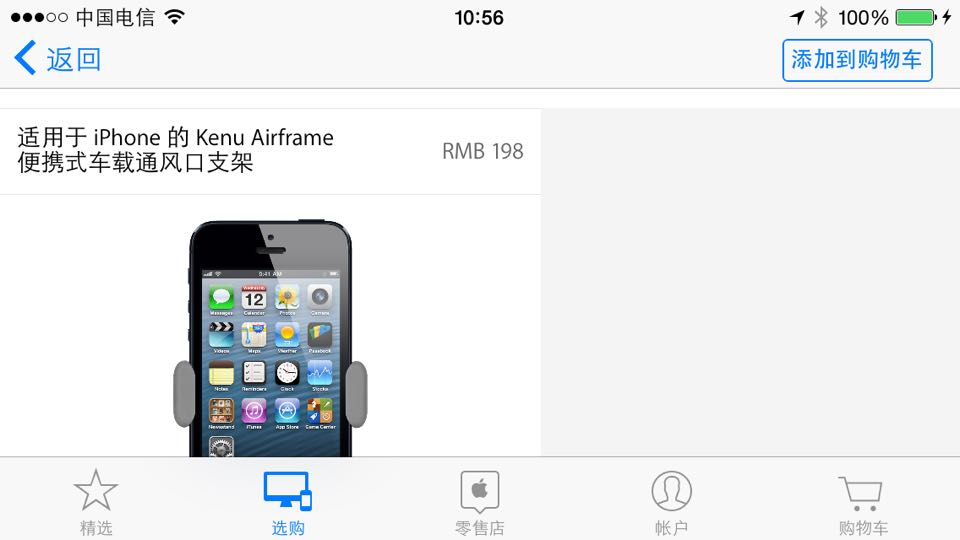 中国电信
10:56
100%
返回
添加到购物车
适用于 iPhone 的 Kenu Airframe
便携式车载通风口支架
RMB 198
9:41 AM
Wednesday
12
Messages
Calendar
Photos
Camera
Videos
Maps
Weather
Passbook
Notes
Reminders
Clock
Stocks
Newsstand
iTunes
App Store
Game Center
精选
选购
零售店
帐户
购物车